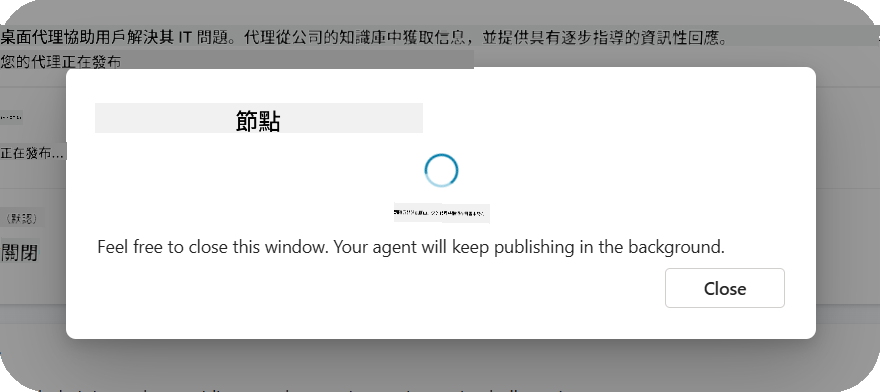 桌面代理協助用戶解決其 IT 問題。代理從公司的知識庫中獲取信息，並提供具有逐步指導的資訊性回應。
您的代理正在發布
節點
正在發布...
Feel free to close this window. Your agent will keep publishing in the background.
（默認）
關閉
Close